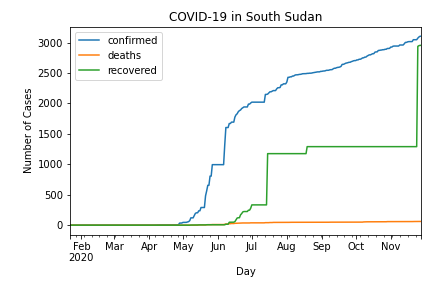 COVID-19 in South Sudan
confirmed
deaths
recovered
Number of Cases
3000
2500
2000
1500
1000
500
0
Feb Mar Apr May Jun Jul Aug Sep Oct Nov
2020
Day